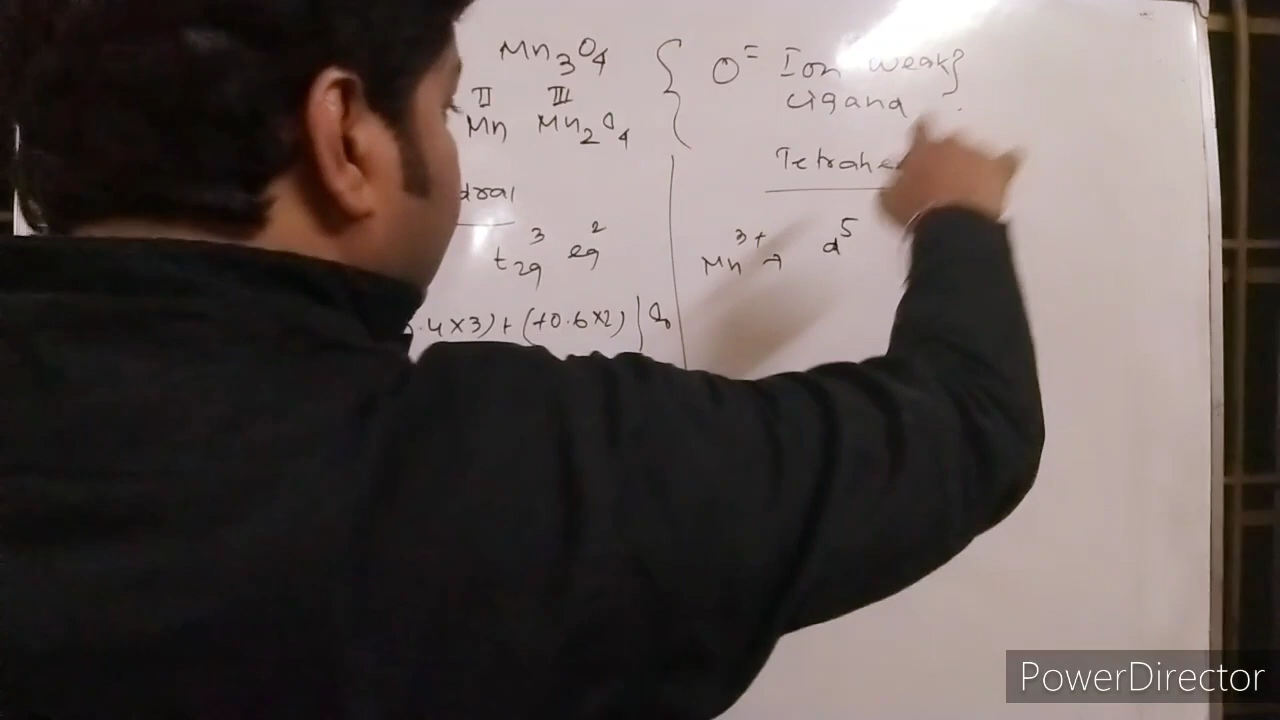 Mn3O4
II III
Mn Mn2O4
dral
t2g3 eg2
.4×3)+(+0.6×2)
{ O= Ion weak }
Ligand
Tetrahe
Mn3+ → d5
PowerDirector